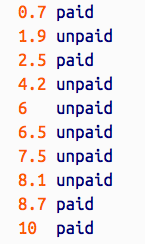 0.7 paid
1.9 unpaid
2.5 paid
4.2 unpaid
6 unpaid
6.5 unpaid
7.5 unpaid
8.1 unpaid
8.7 paid
10 paid